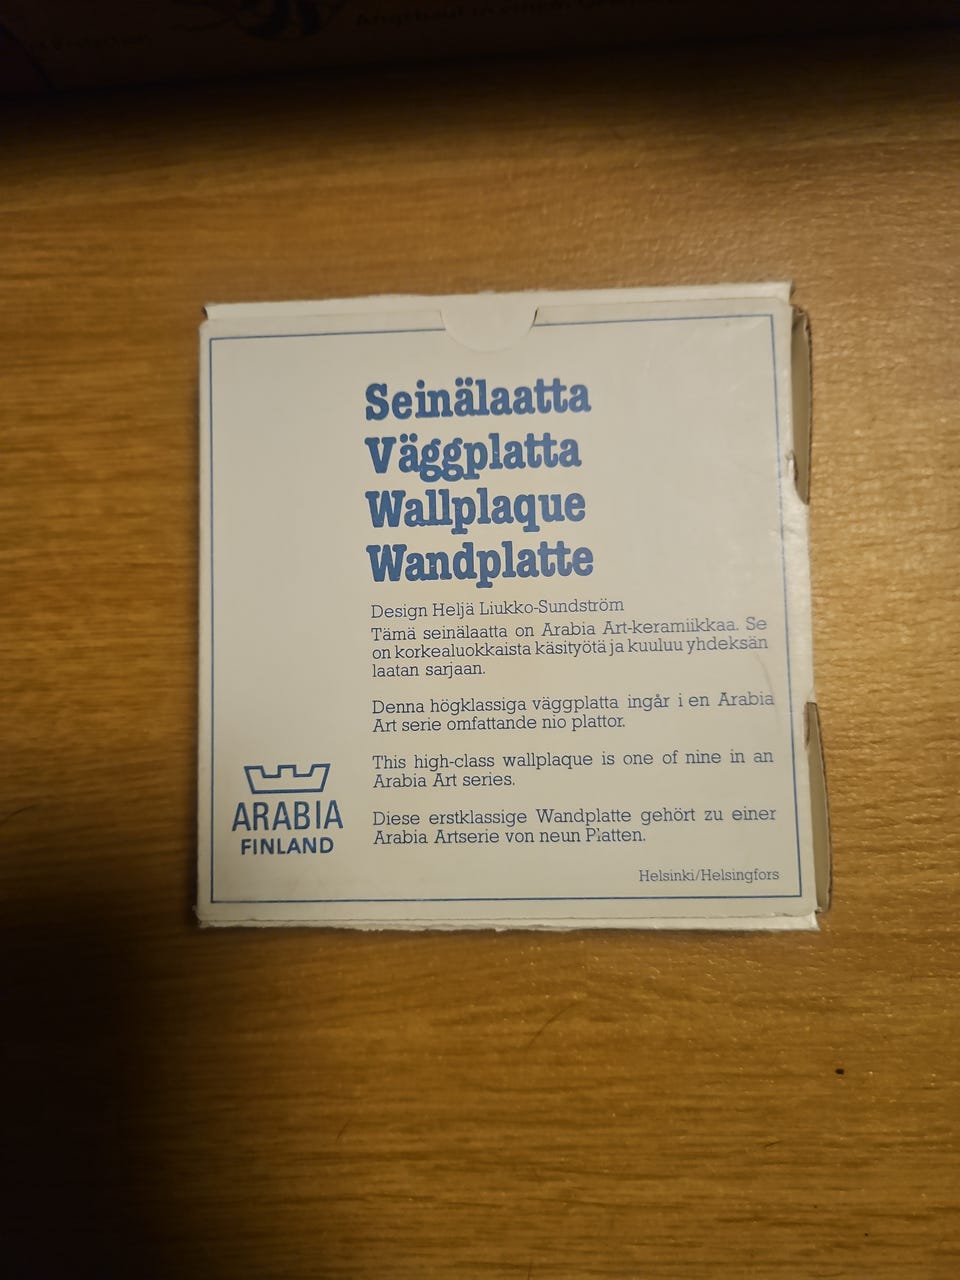 Seinälaatta
Väggplatta
Wallplaque
Wandplatte
Design Heljä Liukko-Sundström
Tämä seinälaatta on Arabia Art-keramiikkaa. Se
on korkealuokkaista käsityötä ja kuuluu yhdeksän
laatan sarjaan.
Denna högklassiga väggplatta ingår i en Arabia
Art serie omfattande nio plattor.
This high-class wallplaque is one of nine in an
Arabia Art series.
Diese erstklassige Wandplatte gehört zu einer
Arabia Artserie von neun Platten.
Helsinki/Helsingfors
ARABIA
FINLAND